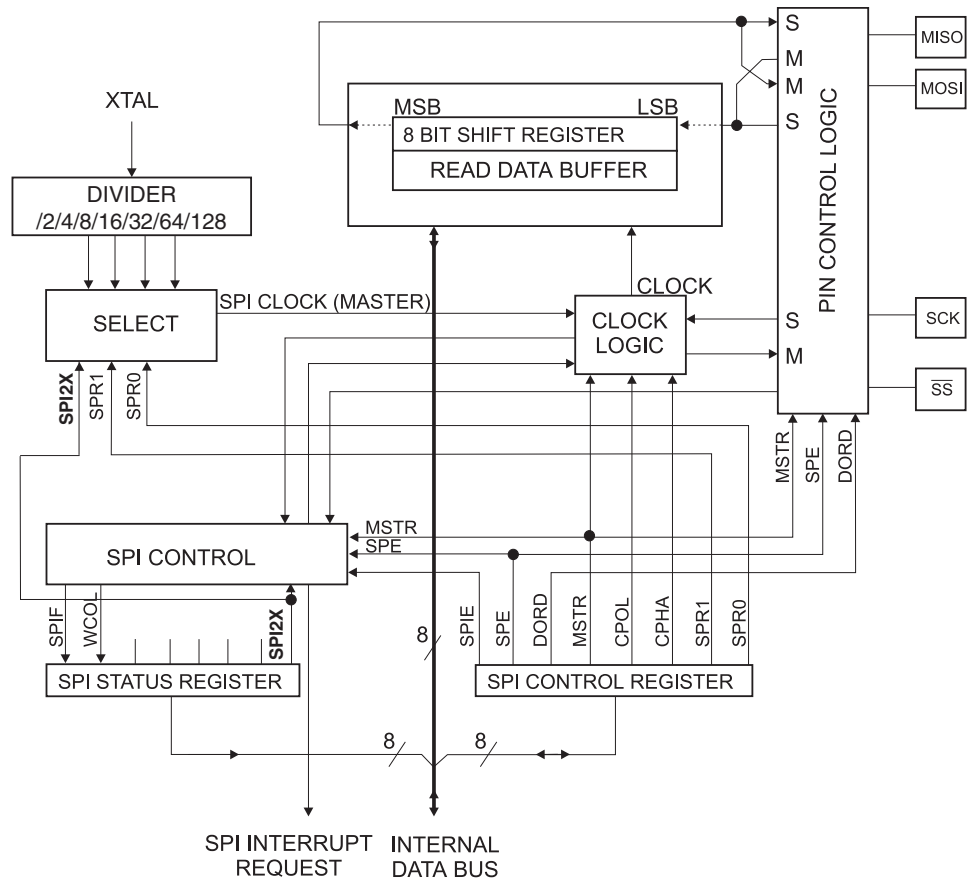 S
MISO
M
MOSI
M
S
PIN CONTROL LOGIC
XTAL
MSB
LSB
8 BIT SHIFT REGISTER
READ DATA BUFFER
DIVIDER
/2/4/8/16/32/64/128
SPI CLOCK (MASTER)
CLOCK
SELECT
CLOCK
LOGIC
S
M
SCK
SS
SPI2X
SPR1
SPR0
MSTR
SPE
DORD
MSTR
SPE
SPI CONTROL
SPIF
WCOL
SPI2X
8
SPIE
SPE
DORD
MSTR
CPOL
CPHA
SPR1
SPR0
SPI STATUS REGISTER
SPI CONTROL REGISTER
8
8
SPI INTERRUPT
REQUEST
INTERNAL
DATA BUS